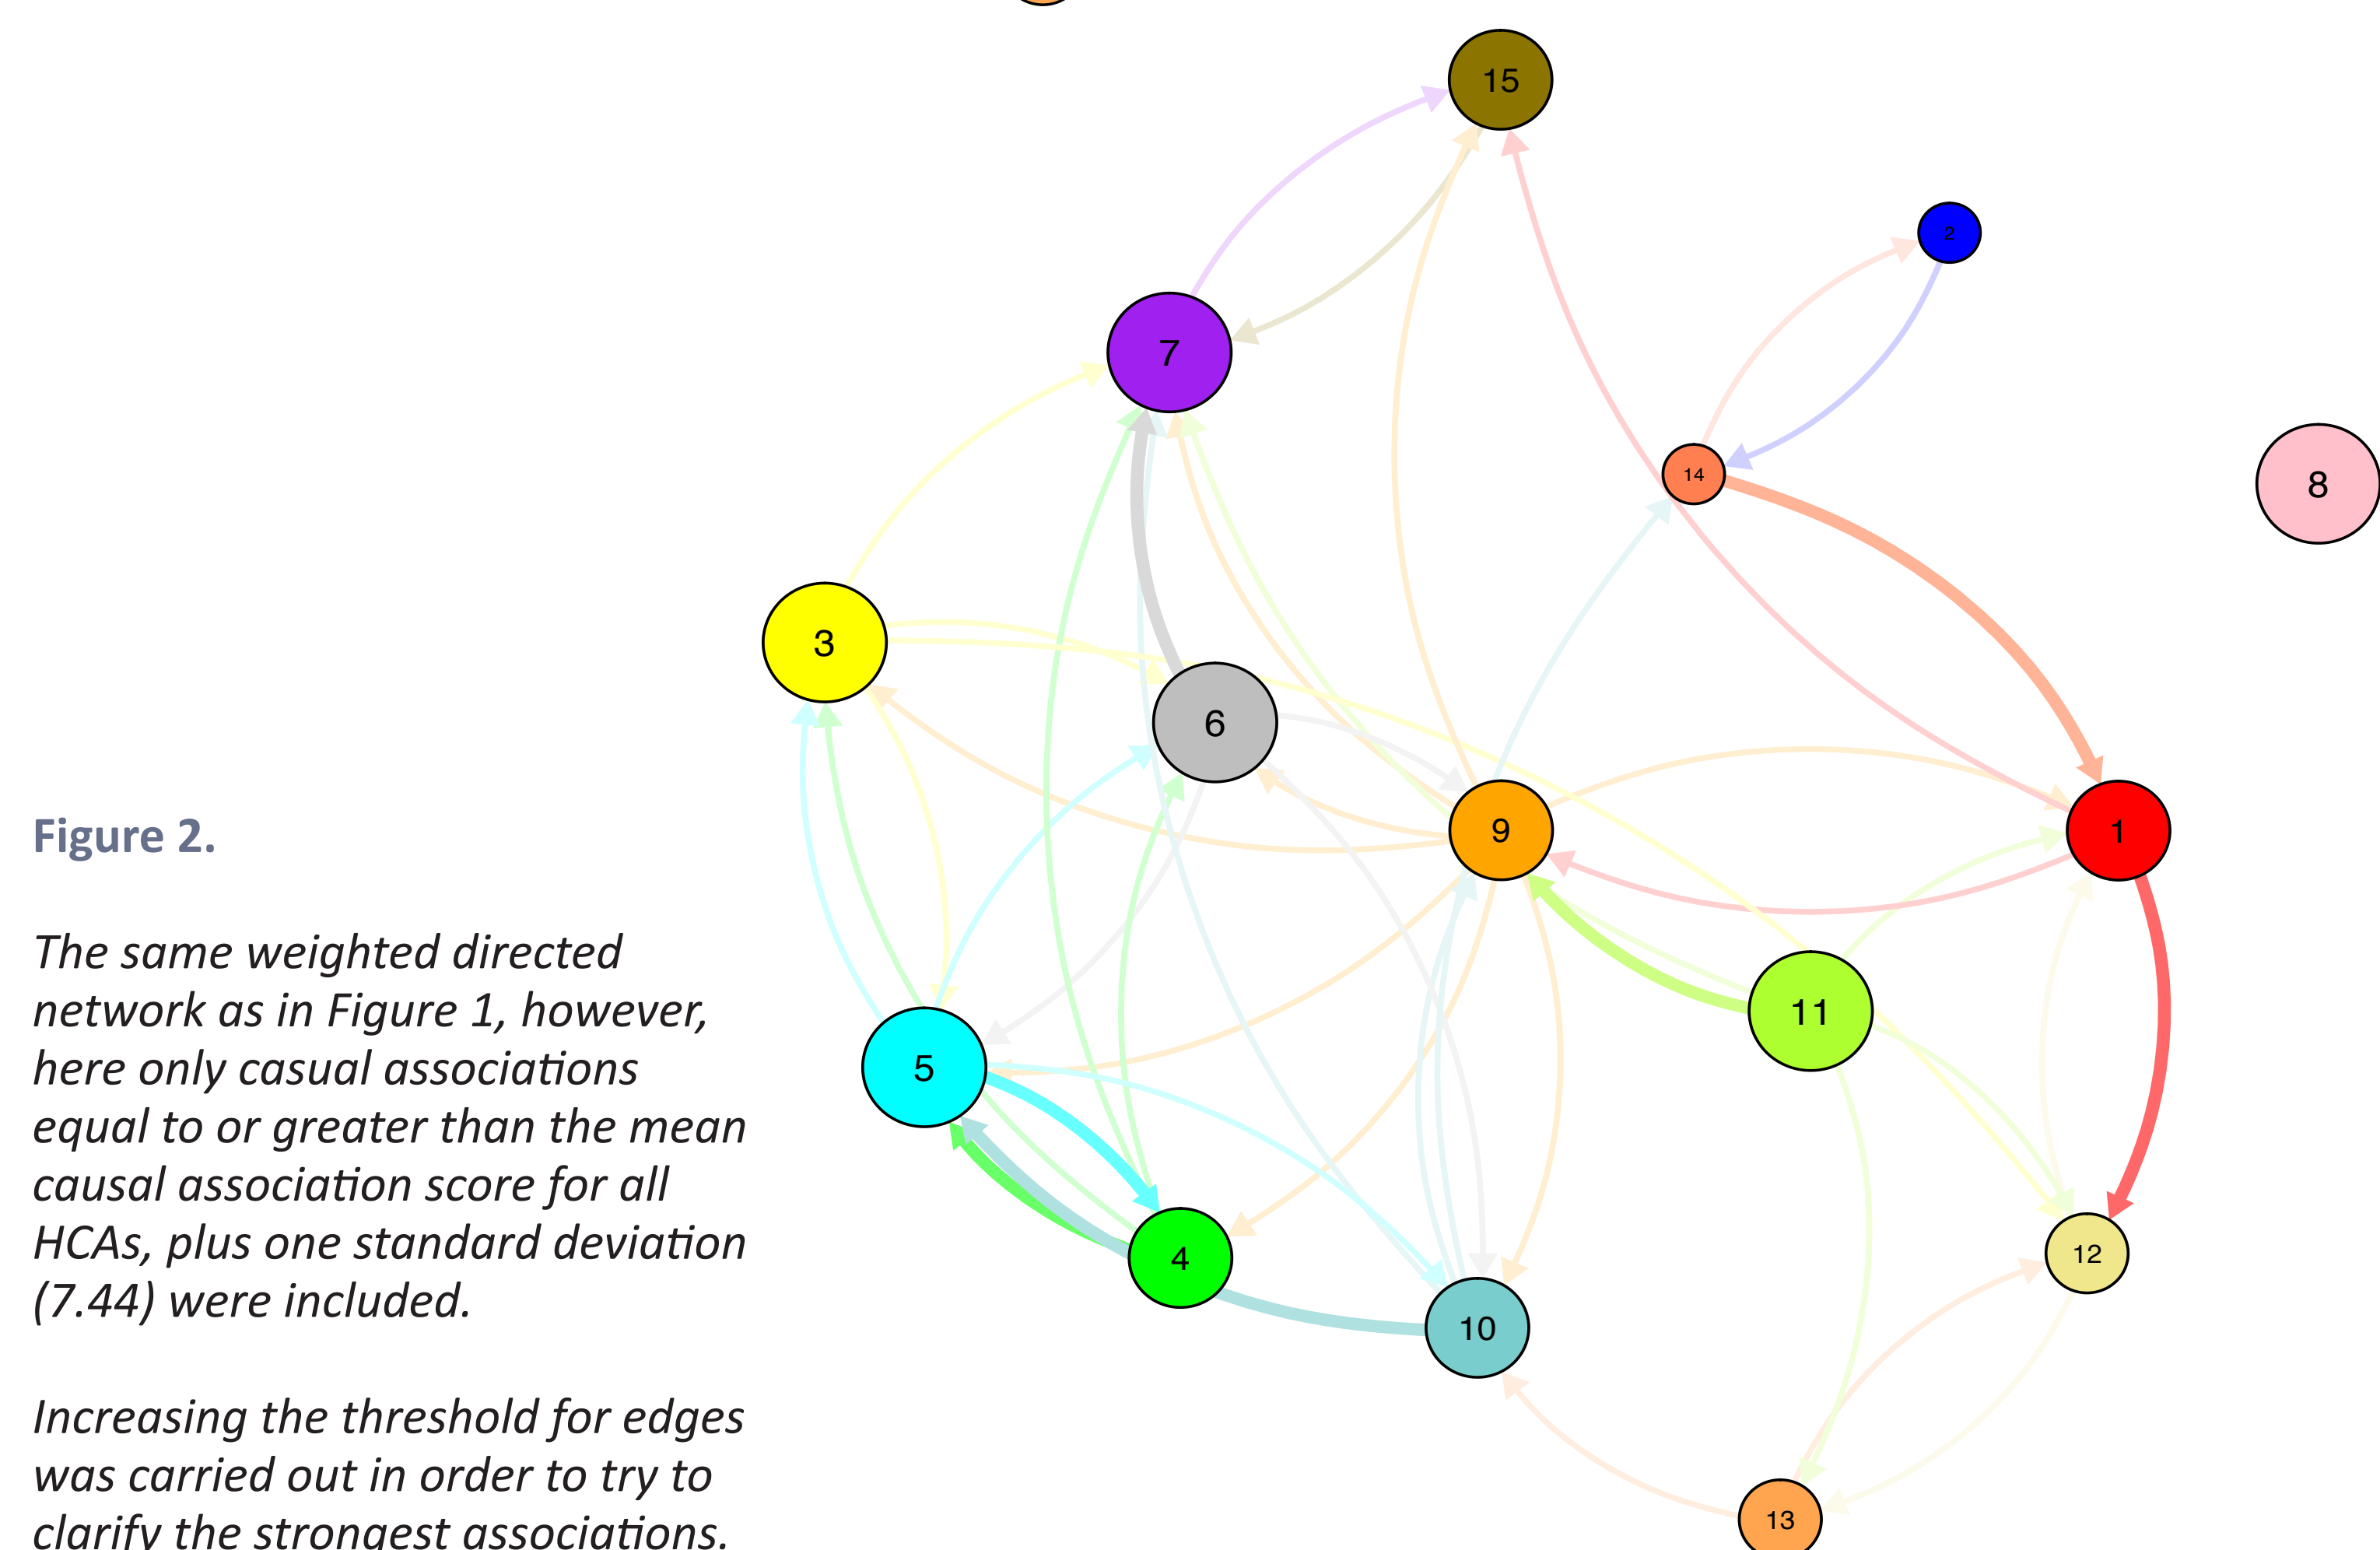 15
2
7
14
8
3
6
9
1
Figure 2.
The same weighted directed
network as in Figure 1, however,
here only casual associations
equal to or greater than the mean
causal association score for all
HCAs, plus one standard deviation
(7.44) were included.
Increasing the threshold for edges
was carried out in order to try to
clarify the strongest associations.
11
5
4
12
10
13